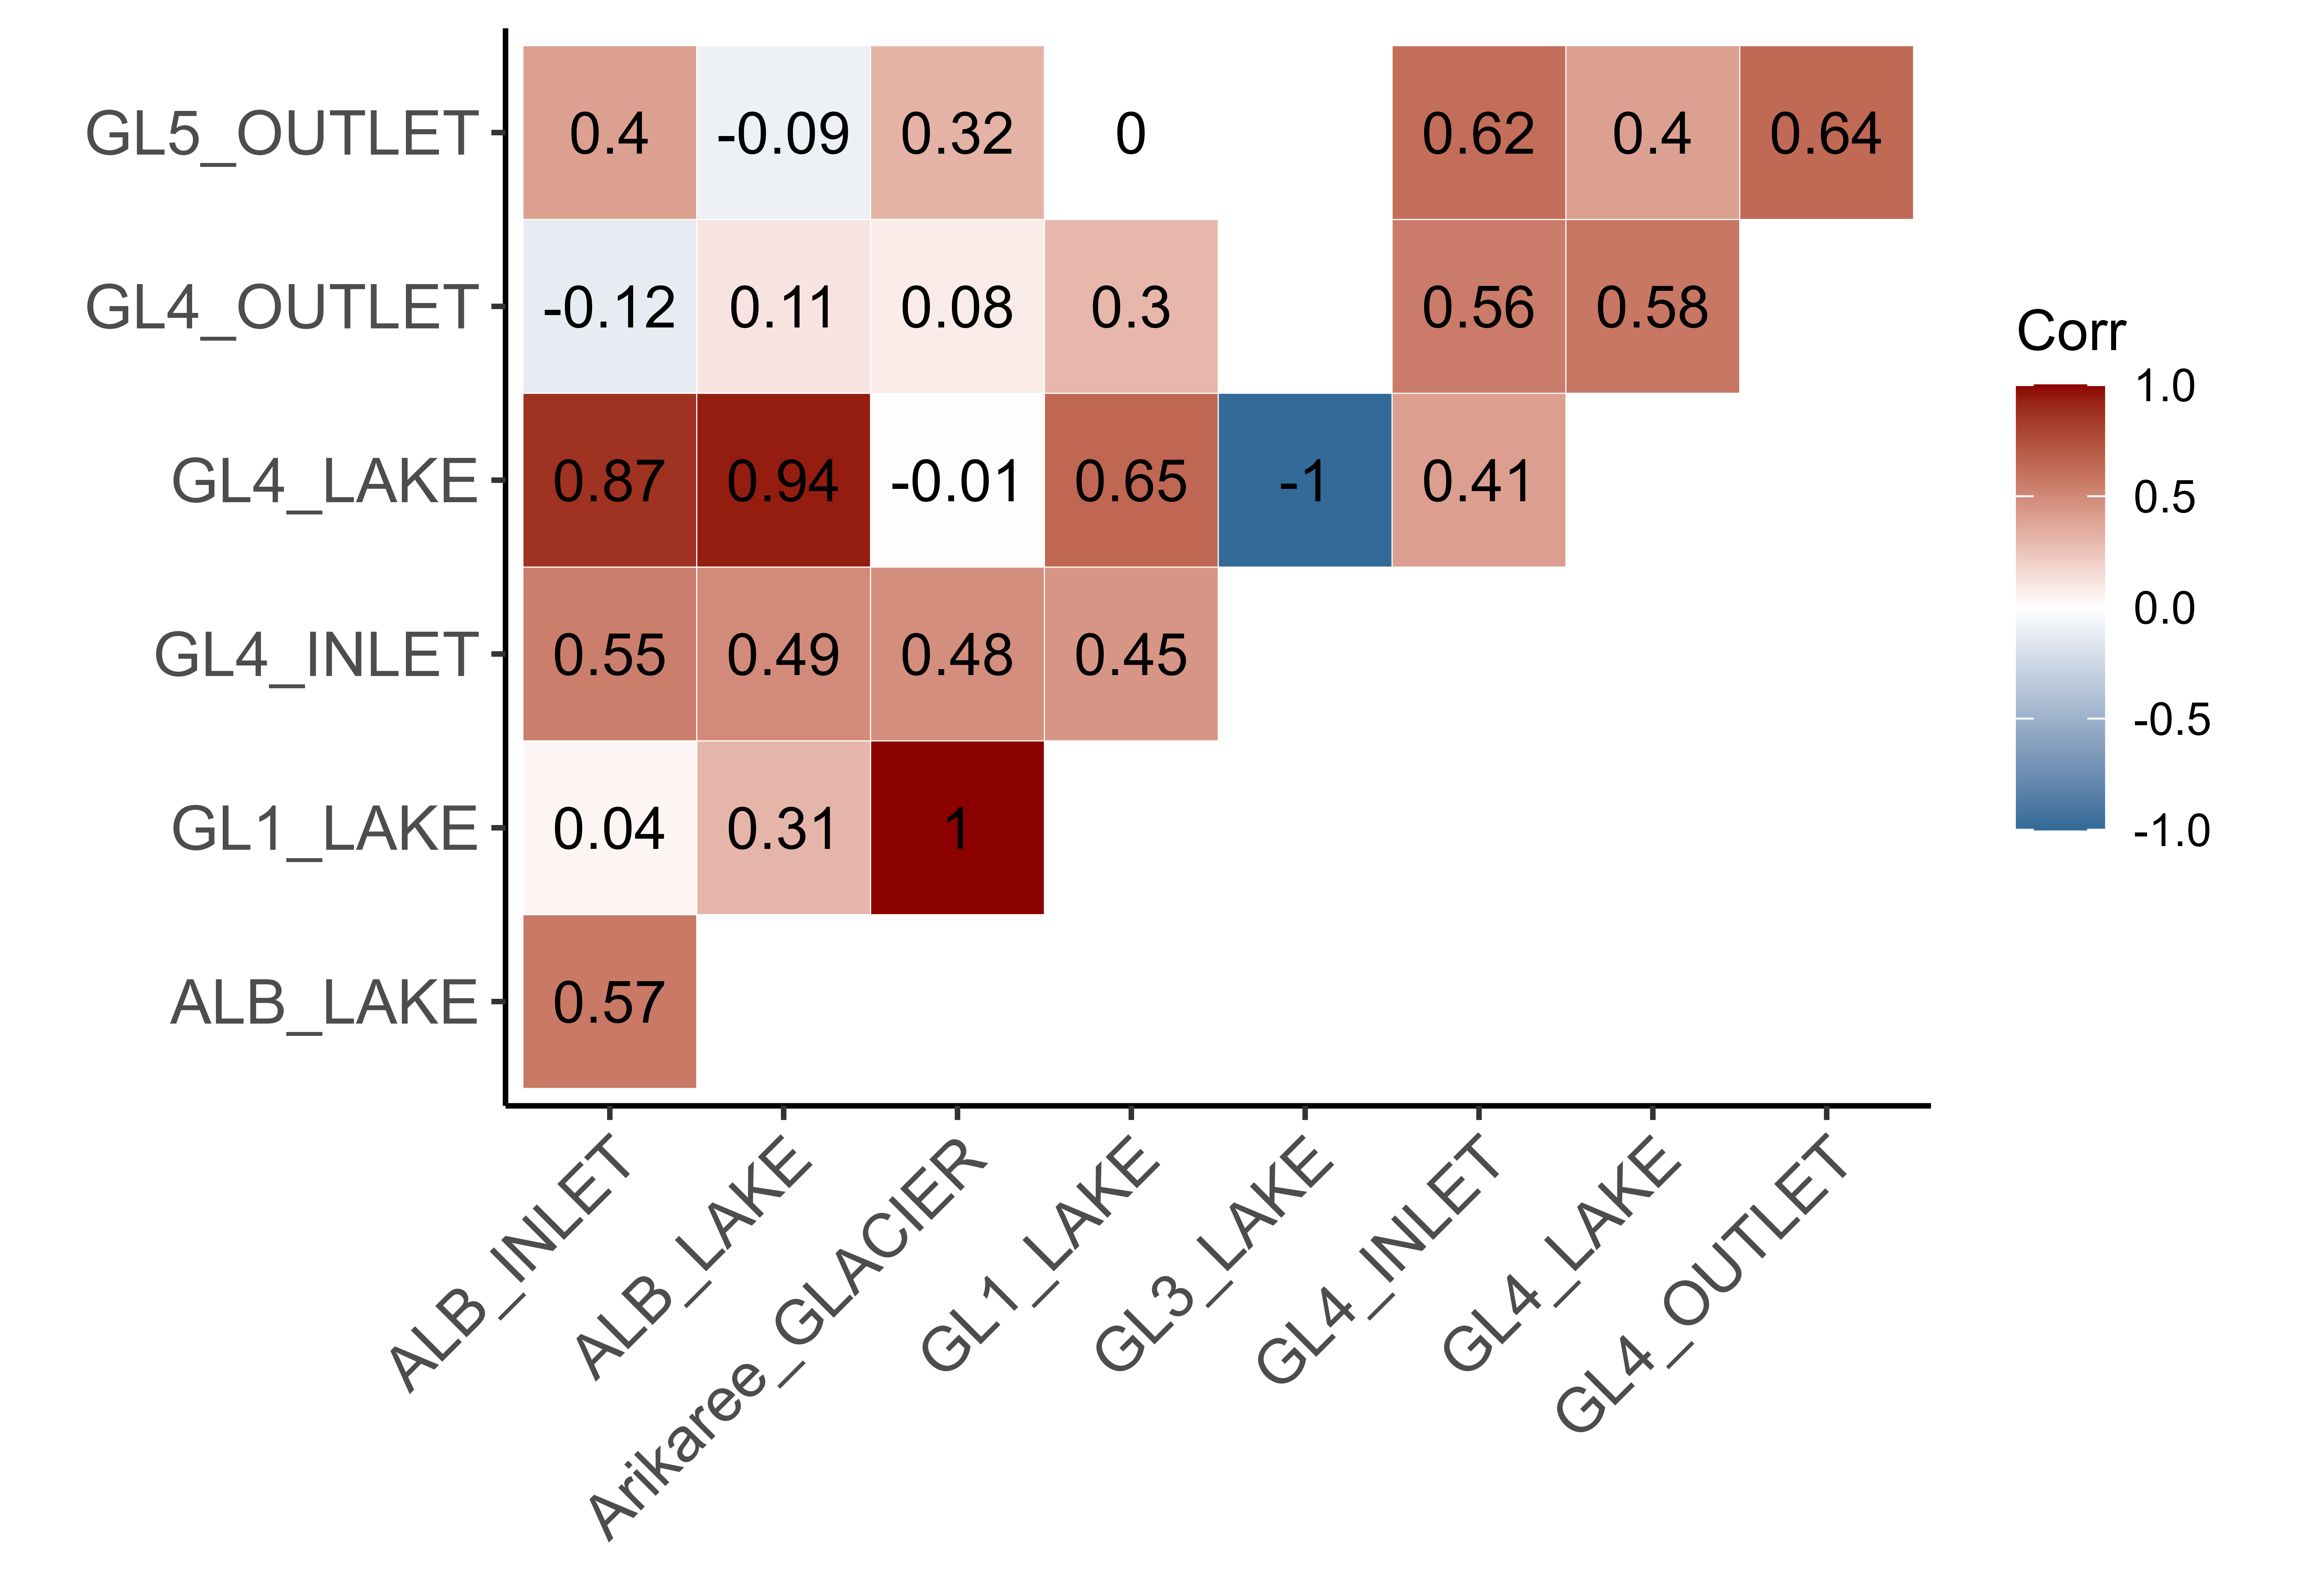 GL5_OUTLET 0.4 -0.09 0.32 0 0.62 0.4 0.64
GL4_OUTLET -0.12 0.11 0.08 0.3 0.56 0.58
GL4_LAKE 0.87 0.94 -0.01 0.65 -1 0.41
GL4_INLET 0.55 0.49 0.48 0.45
GL1_LAKE 0.04 0.31 1
ALB_LAKE 0.57
ALB_INLET
ALB_LAKE
Arikaree_GLACIER
GL1_LAKE
GL3_LAKE
GL4_INLET
GL4_LAKE
GL4_OUTLET
Corr
1.0
0.5
0.0
-0.5
-1.0